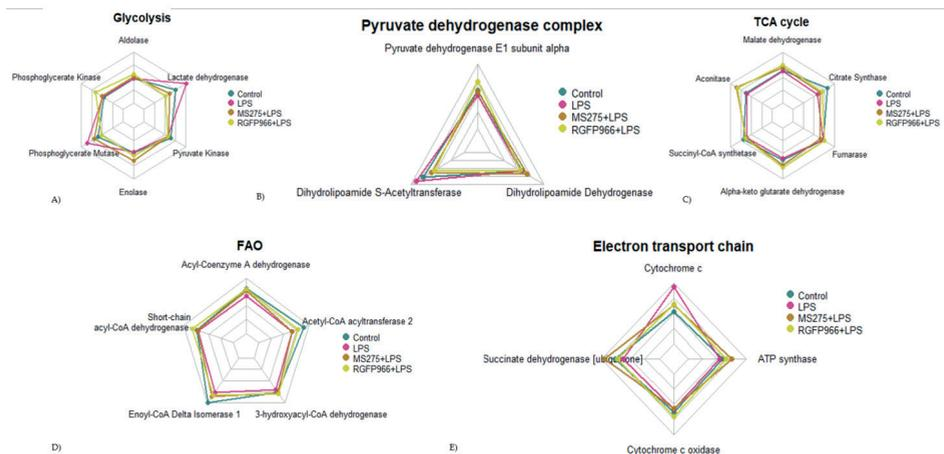 Glycolysis
Aldolase
Phosphoglycerate Kinase
Lactate dehydrogenase
Control
LPS
MS275+LPS
RGFP966+LPS
Phosphoglycerate Mutase
Pyruvate Kinase
Enolase
A)
Pyruvate dehydrogenase complex
Pyruvate dehydrogenase E1 subunit alpha
Control
LPS
MS275+LPS
RGFP966+LPS
Dihydrolipoamide S-Acetyltransferase
Dihydrolipoamide Dehydrogenase
B)
TCA cycle
Malate dehydrogenase
Aconitase
Citrate Synthase
Control
LPS
MS275+LPS
RGFP966+LPS
Succinyl-CoA synthetase
Fumarase
Alpha-keto glutarate dehydrogenase
C)
FAO
Acyl-Coenzyme A dehydrogenase
Short-chain
acyl-CoA dehydrogenase
Acetyl-CoA acyltransferase 2
Control
LPS
MS275+LPS
RGFP966+LPS
Enoyl-CoA Delta Isomerase 1
3-hydroxyacyl-CoA dehydrogenase
D)
Electron transport chain
Cytochrome c
Control
LPS
MS275+LPS
RGFP966+LPS
Succinate dehydrogenase [ubiquinone]
ATP synthase
Cytochrome c oxidase
E)